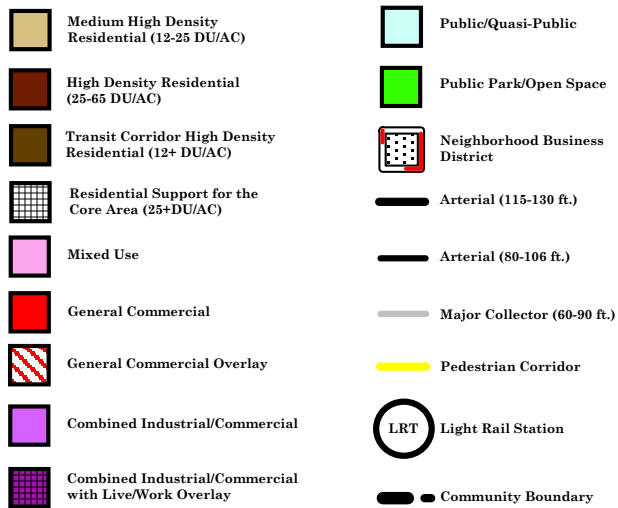 Medium High Density
Residential (12-25 DU/AC)
High Density Residential
(25-65 DU/AC)
Transit Corridor High Density
Residential (12+ DU/AC)
Residential Support for the
Core Area (25+DU/AC)
Mixed Use
General Commercial
General Commercial Overlay
Combined Industrial/Commercial
Combined Industrial/Commercial
with Live/Work Overlay
Public/Quasi-Public
Public Park/Open Space
Neighborhood Business
District
Arterial (115-130 ft.)
Arterial (80-106 ft.)
Major Collector (60-90 ft.)
Pedestrian Corridor
LRT Light Rail Station
Community Boundary